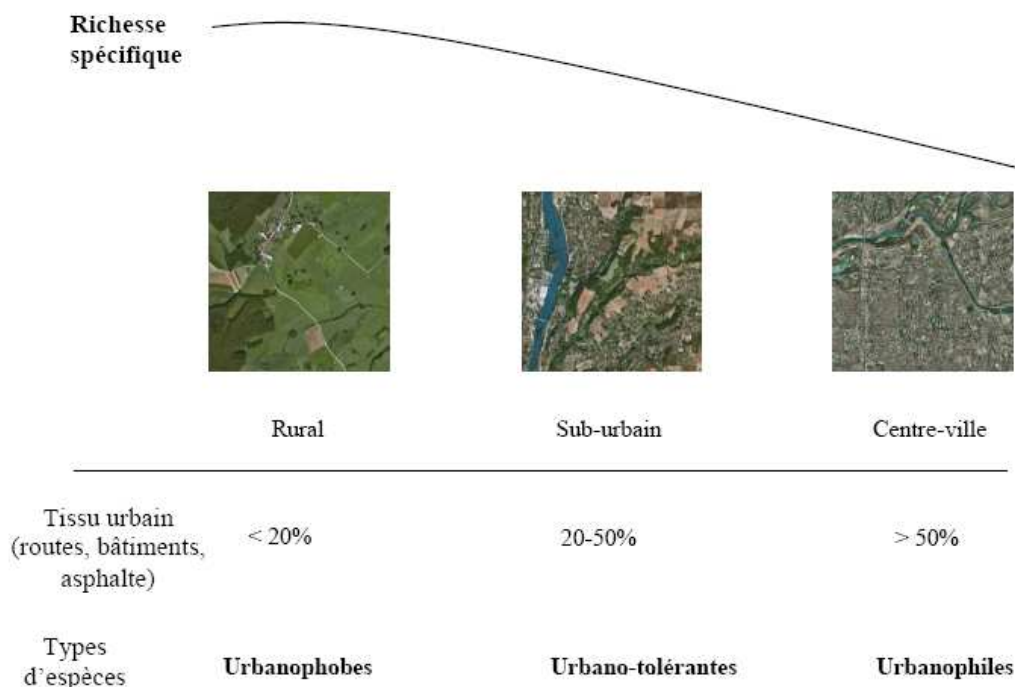 Richesse
spécifique
Rural Sub-urbain Centre-ville
Tissu urbain
(routes, bâtiments,
asphalte)
< 20% 20-50% > 50%
Types
d'espèces
Urbanophobes Urbano-tolérantes Urbanophiles